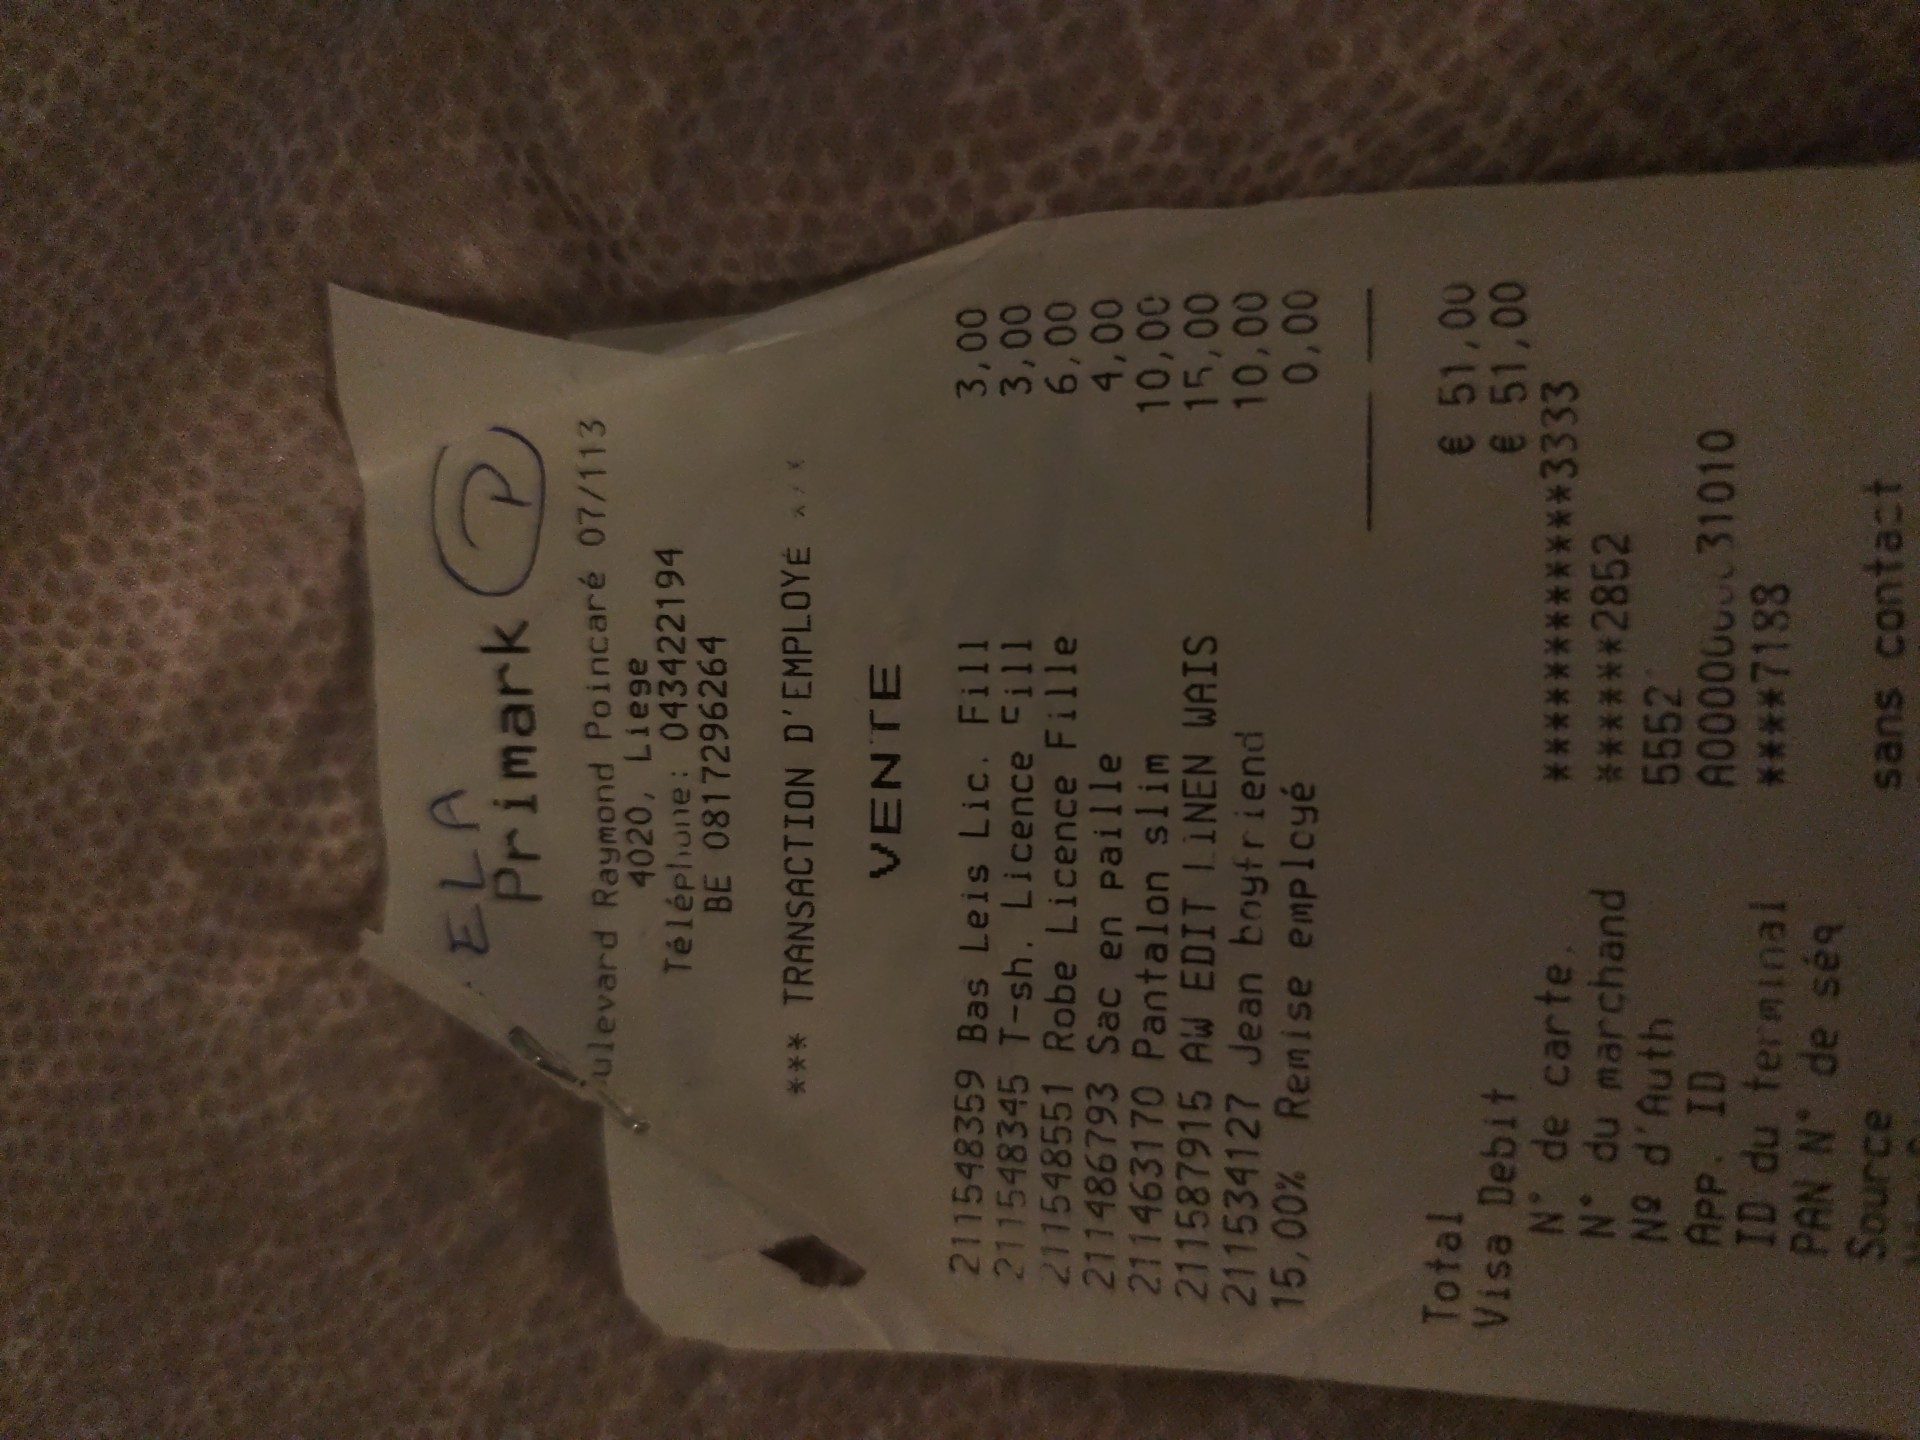 ELA
Primark P
ulevard Raymond Poincaré 07/113
4020, Liege
Téléphone: 043422194
BE 0817296264
*** TRANSACTION D'EMPLOYÉ ***
VENTE
211548359 Bas Leis Lic. Fill 3,00
211548345 T-sh. Licence Fill 3,00
211548551 Robe Licence Fille 6,00
211486793 Sac en paille 4,00
211463170 Pantalon slim 10,00
211587915 AW EDIT LINEN WAIS 15,00
211534127 Jean boyfriend 10,00
15,00% Remise employé 0,00
Total € 51,00
Visa Debit € 51,00
N° de carte. ***************3333
N° du marchand ******2852
Nº d'Auth 5552
App. ID A0000000031010
ID du terminal ****7188
PAN N° de séq
Source sans contact